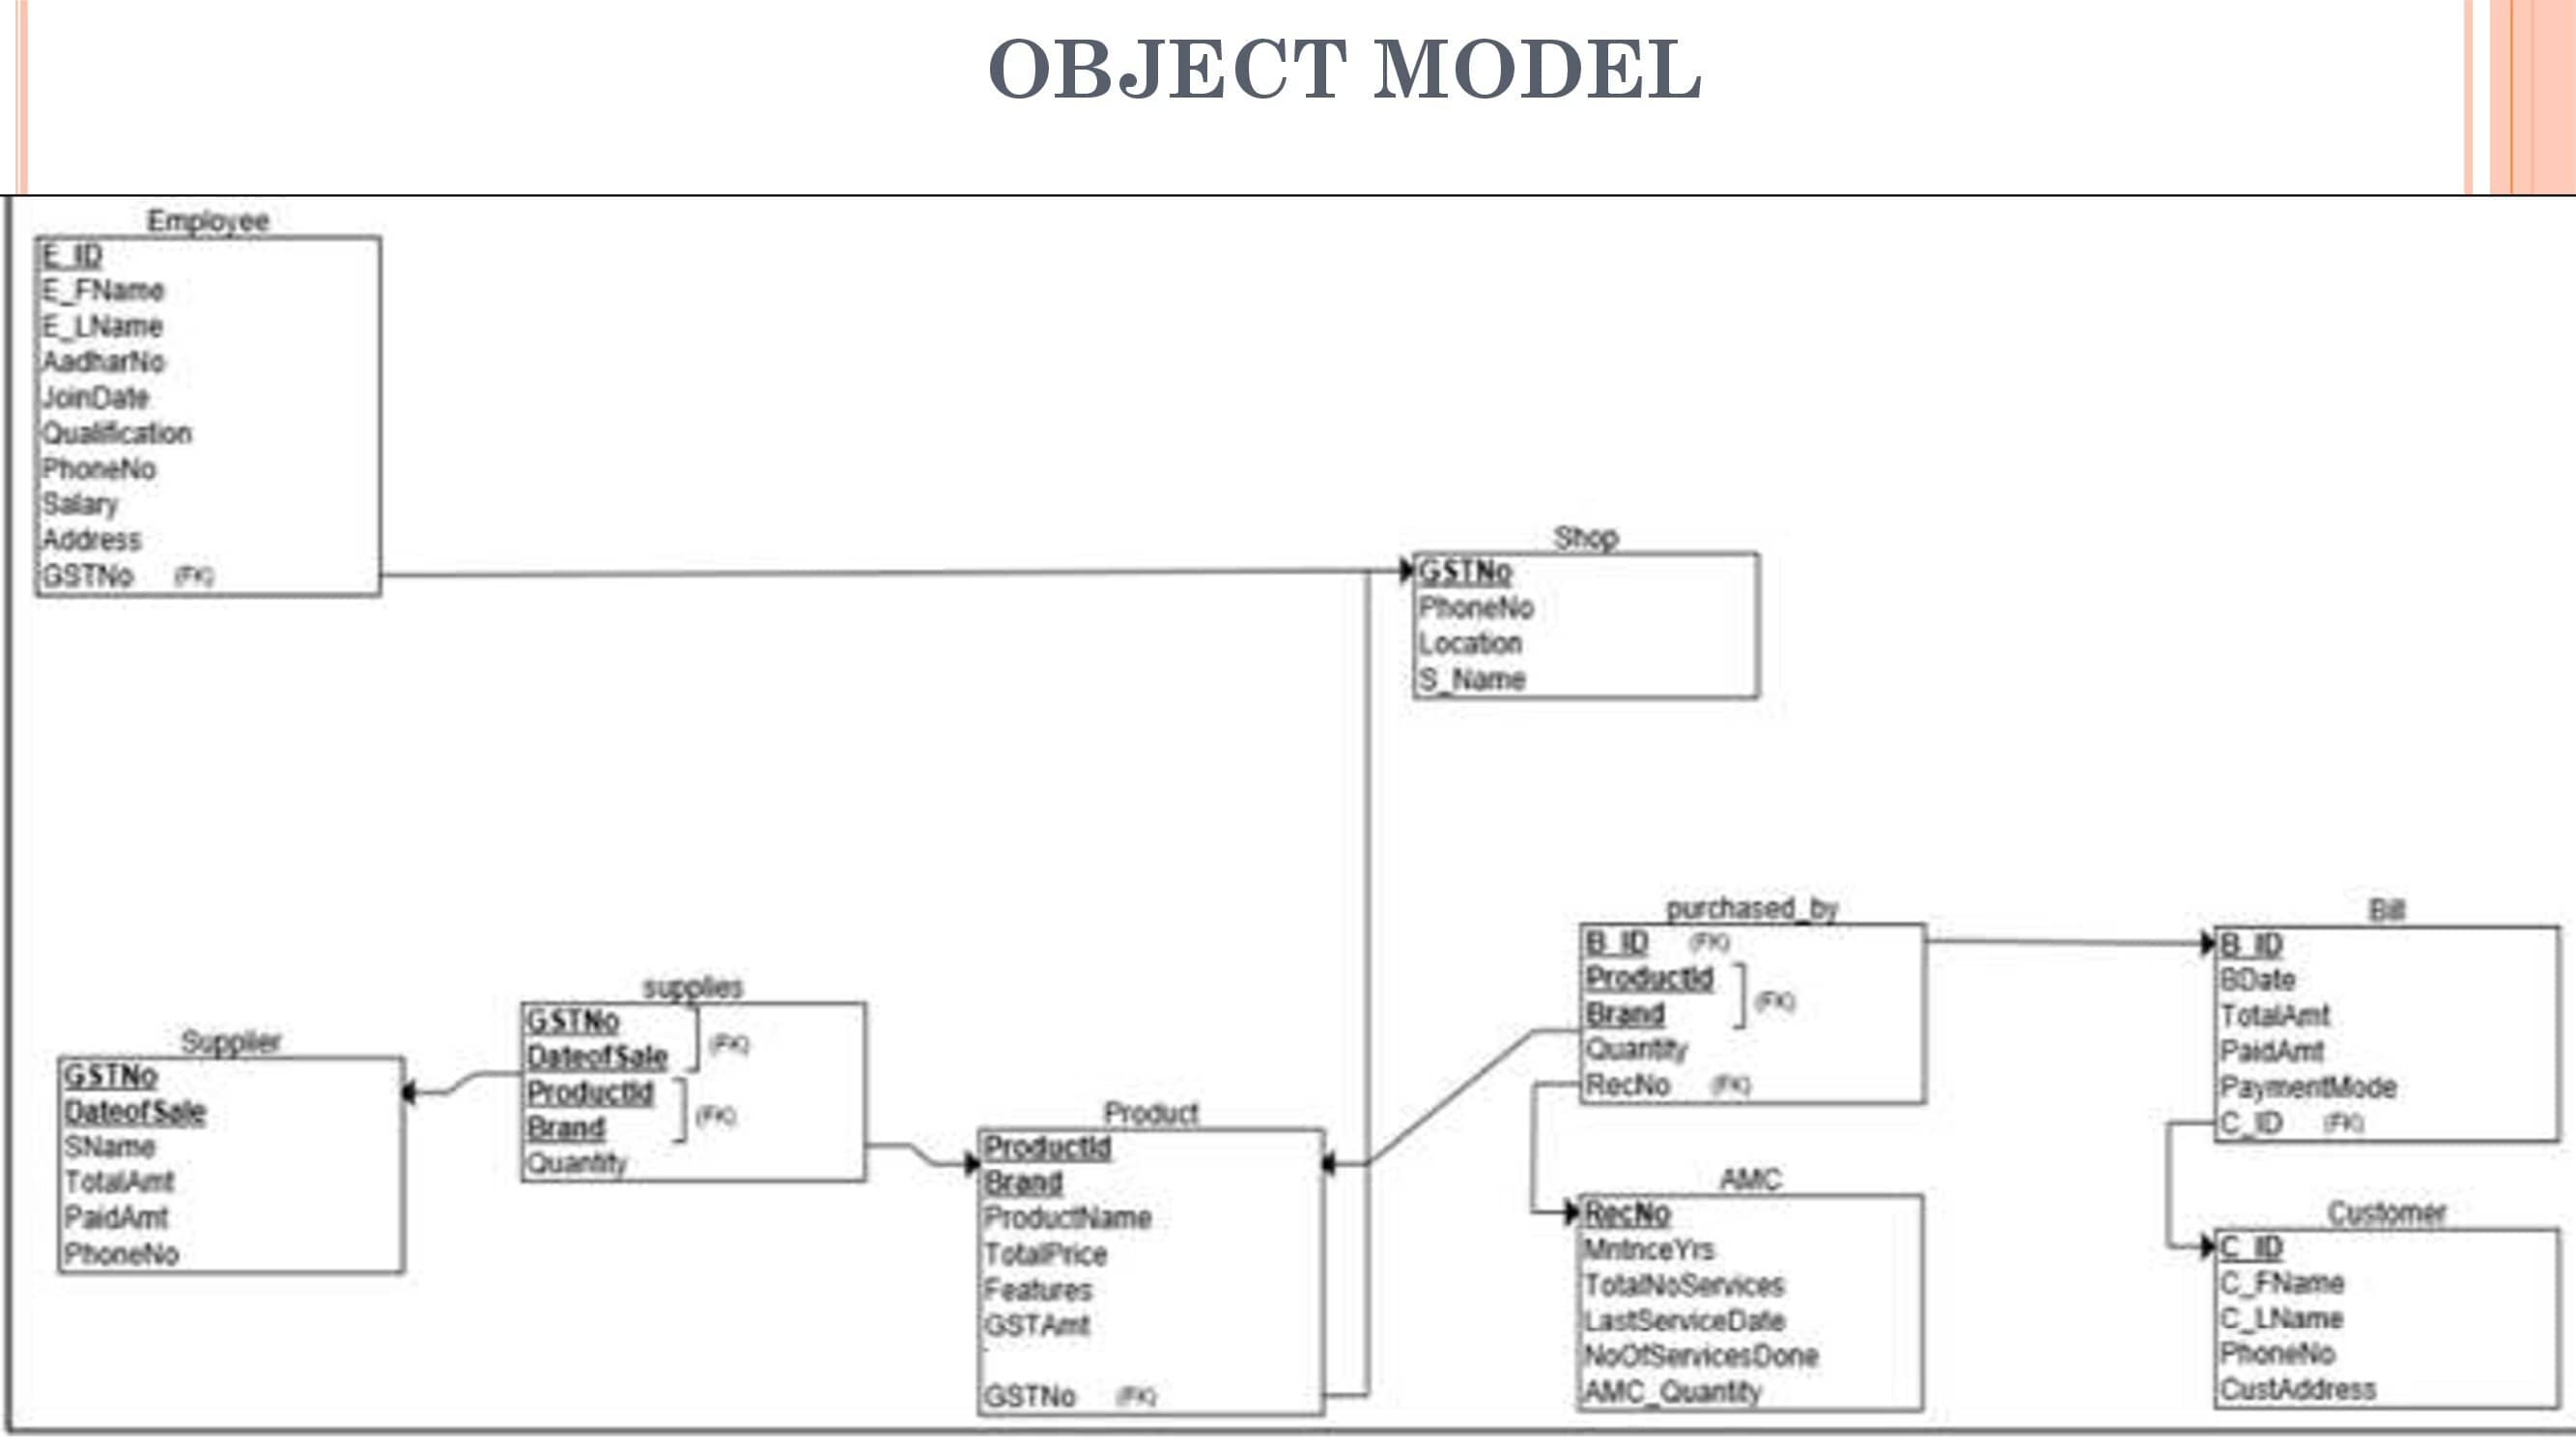 OBJECT MODEL
Employee
E_ID
E_FName
E_LName
AadharNo
JoinDate
Qualification
PhoneNo
Salary
Address
GSTNo (FK)
Shop
GSTNo
PhoneNo
Location
S_Name
Supplier
GSTNo
DateofSale
SName
TotalAmt
PaidAmt
PhoneNo
supplies
GSTNo
(FK)
DateofSale
ProductId
(FK)
Brand
Quantity
Product
ProductId
Brand
ProductName
TotalPrice
Features
GSTAmt
GSTNo (FK)
purchased_by
B_ID (FK)
ProductId
(FK)
Brand
Quantity
RecNo (FK)
AMC
RecNo
MntnceYrs
TotalNoServices
LastServiceDate
NoOfServicesDone
AMC_Quantity
Bill
B_ID
BDate
TotalAmt
PaidAmt
PaymentMode
C_ID (FK)
Customer
C_ID
C_FName
C_LName
PhoneNo
CustAddress